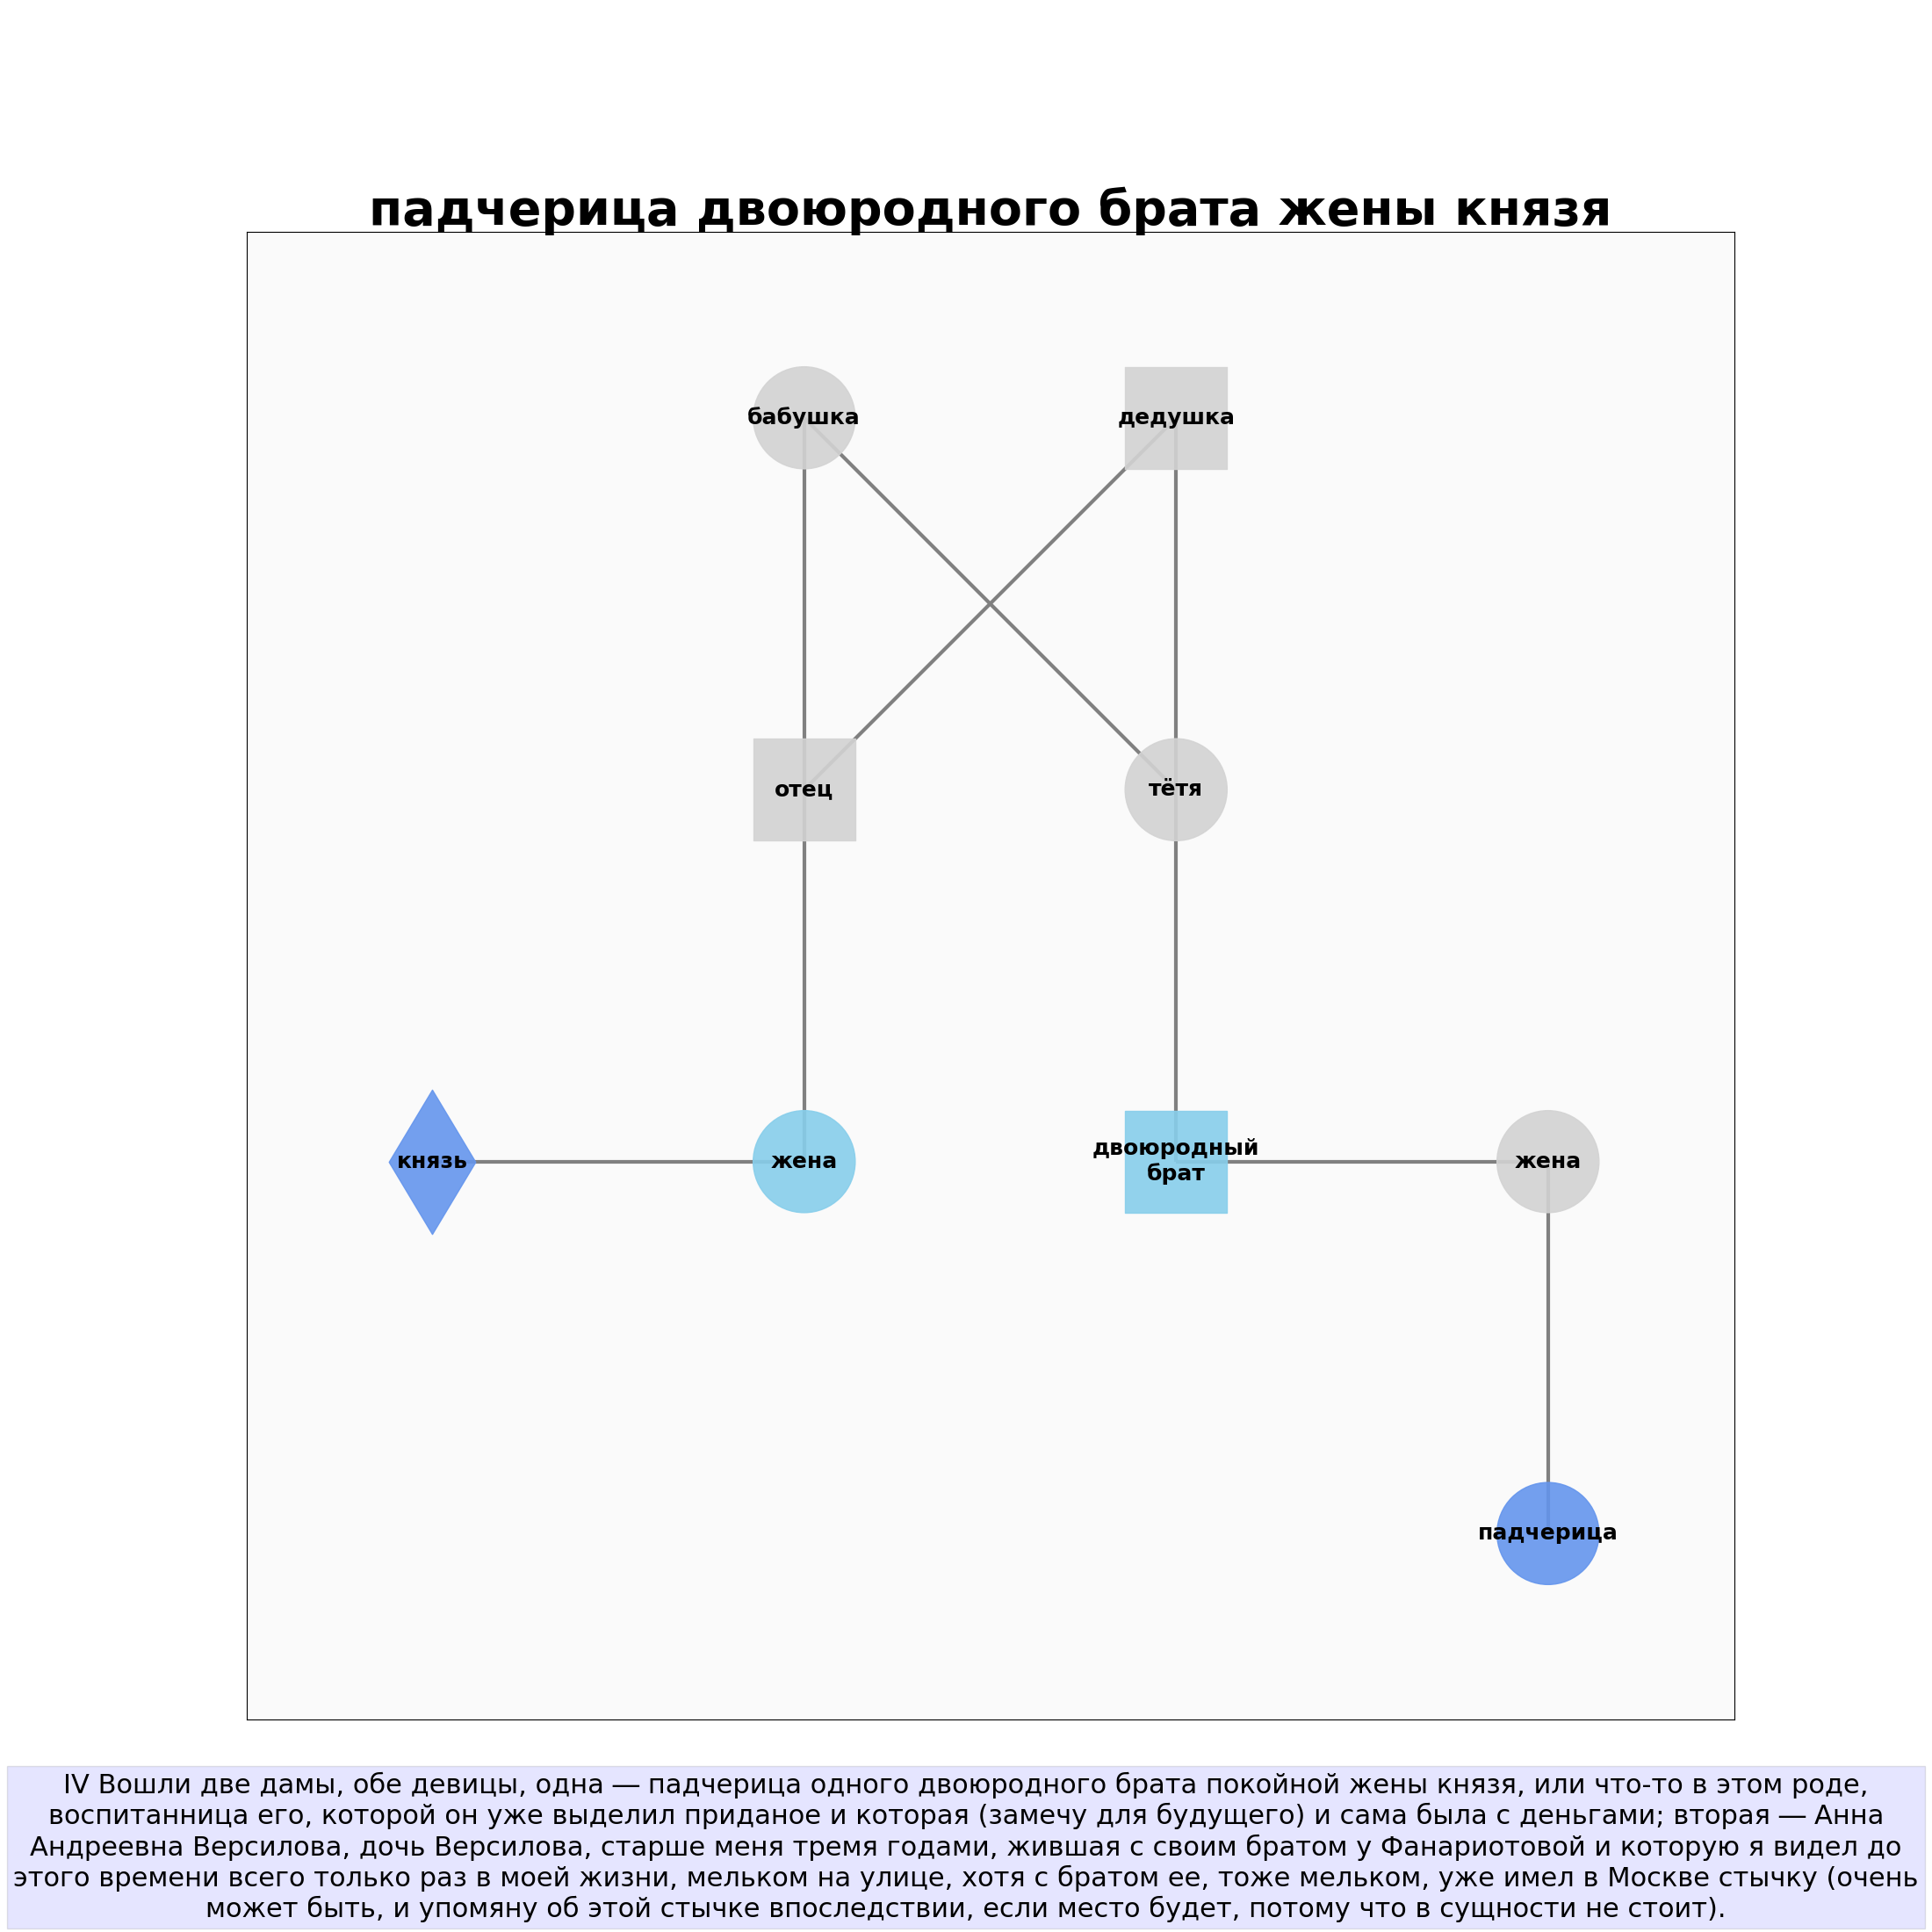 падчерица двоюродного брата жены князя
бабушка
дедушка
отец
тётя
князь
жена
двоюродный
брат
жена
падчерица
IV Вошли две дамы, обе девицы, одна — падчерица одного двоюродного брата покойной жены князя, или что-то в этом роде,
воспитанница его, которой он уже выделил приданое и которая (замечу для будущего) и сама была с деньгами; вторая — Анна
Андреевна Версилова, дочь Версилова, старше меня тремя годами, жившая с своим братом у Фанариотовой и которую я видел до
этого времени всего только раз в моей жизни, мельком на улице, хотя с братом ее, тоже мельком, уже имел в Москве стычку (очень
может быть, и упомяну об этой стычке впоследствии, если место будет, потому что в сущности не стоит).